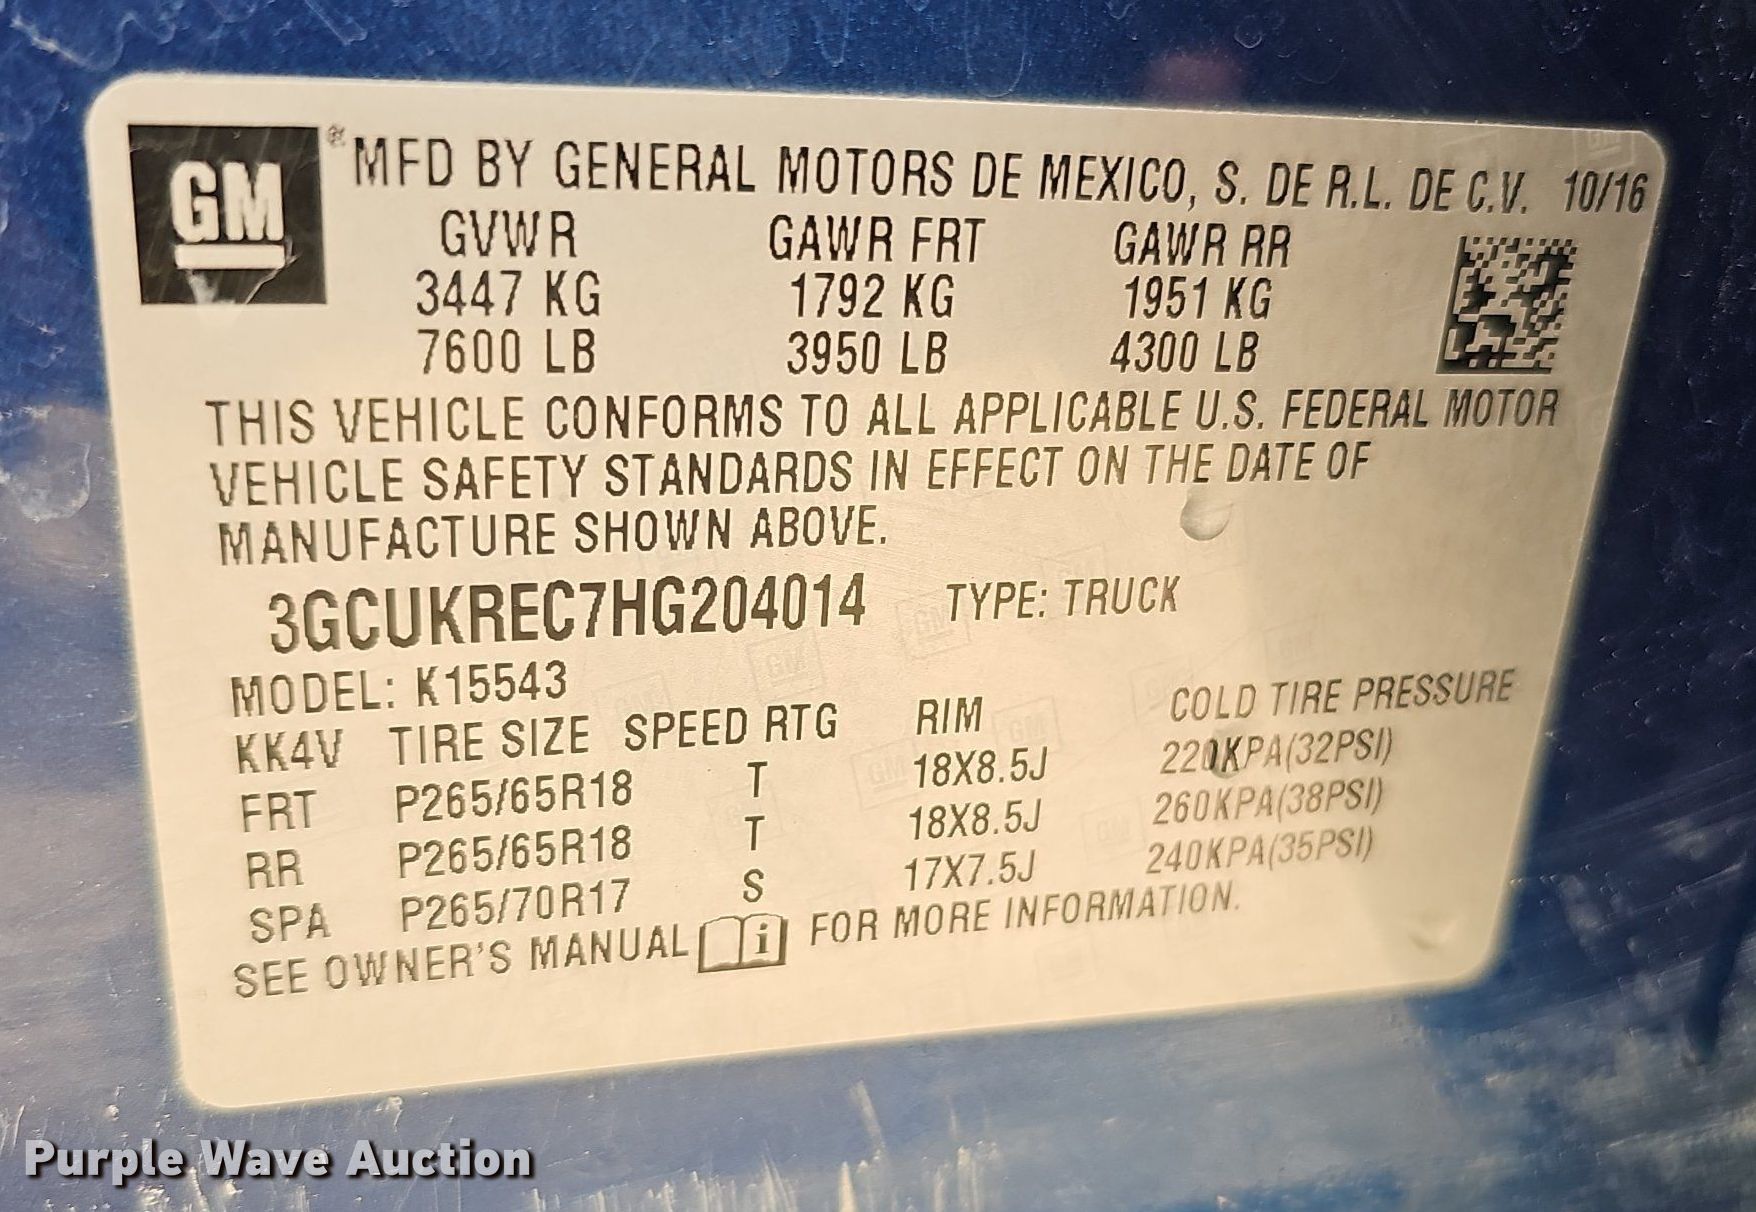 GM ® MFD BY GENERAL MOTORS DE MEXICO, S. DE R.L. DE C.V. 10/16
GVWR GAWR FRT GAWR RR
3447 KG 1792 KG 1951 KG
7600 LB 3950 LB 4300 LB
THIS VEHICLE CONFORMS TO ALL APPLICABLE U.S. FEDERAL MOTOR
VEHICLE SAFETY STANDARDS IN EFFECT ON THE DATE OF
MANUFACTURE SHOWN ABOVE.
3GCUKREC7HG204014 TYPE: TRUCK
MODEL: K15543
KK4V TIRE SIZE SPEED RTG RIM COLD TIRE PRESSURE
FRT P265/65R18 T 18X8.5J 220KPA(32PSI)
RR P265/65R18 T 18X8.5J 260KPA(38PSI)
SPA P265/70R17 S 17X7.5J 240KPA(35PSI)
SEE OWNER'S MANUAL i FOR MORE INFORMATION.
Purple Wave Auction